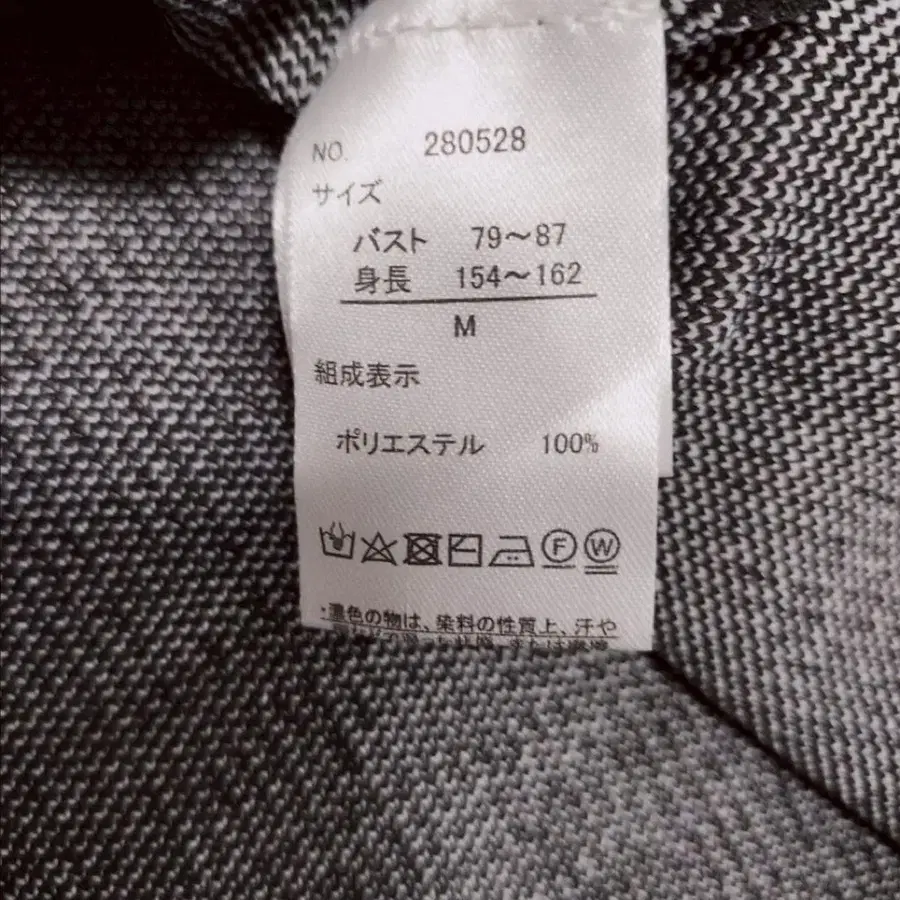 NO. 280528
サイズ
バスト 79～87
身長 154～162
M
組成表示
ポリエステル 100%
F W
・濃色の物は、染料の性質上、汗や